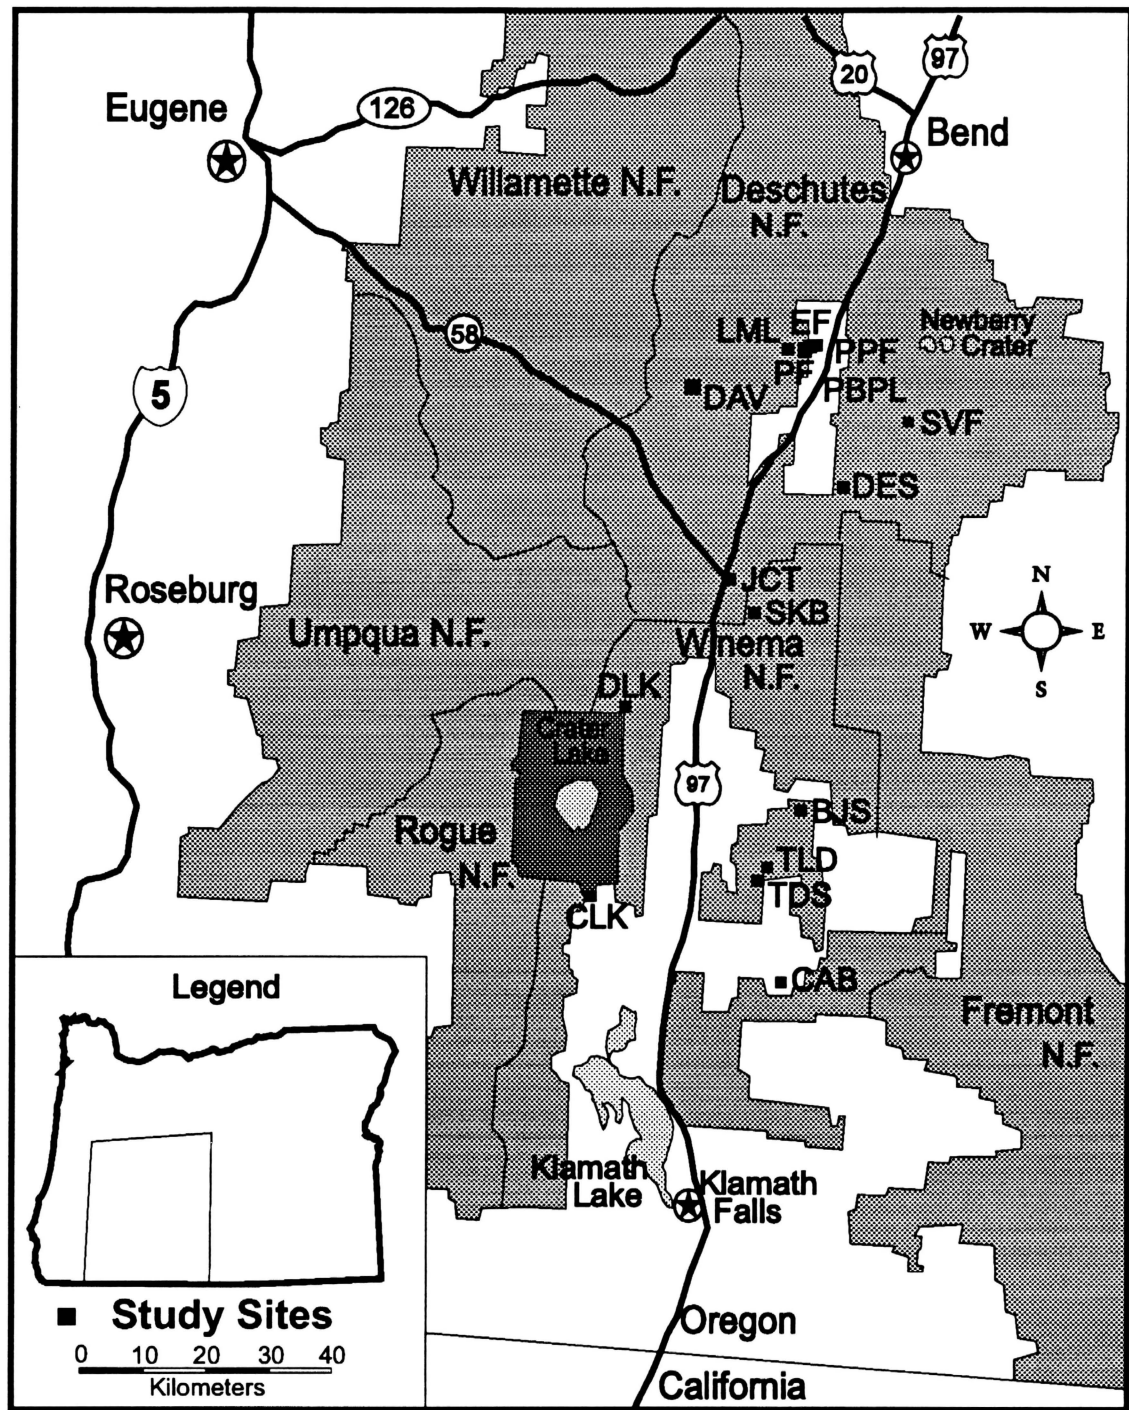 97
20
Eugene
126
Bend
Willamette N.F.
Deschutes
N.F.
58
LML
EF
Newberry
Crater
PPF
PF
PBPL
DAV
SVF
5
DES
JCT
Roseburg
SKB
N
W
E
S
Umpqua N.F.
Winema
N.F.
DLK
Crater
Lake
97
BJS
Rogue
N.F.
TLD
TDS
CLK
CAB
Fremont
N.F.
Klamath
Lake
Klamath
Falls
Oregon
California
Legend
Study Sites
0 10 20 30 40
Kilometers